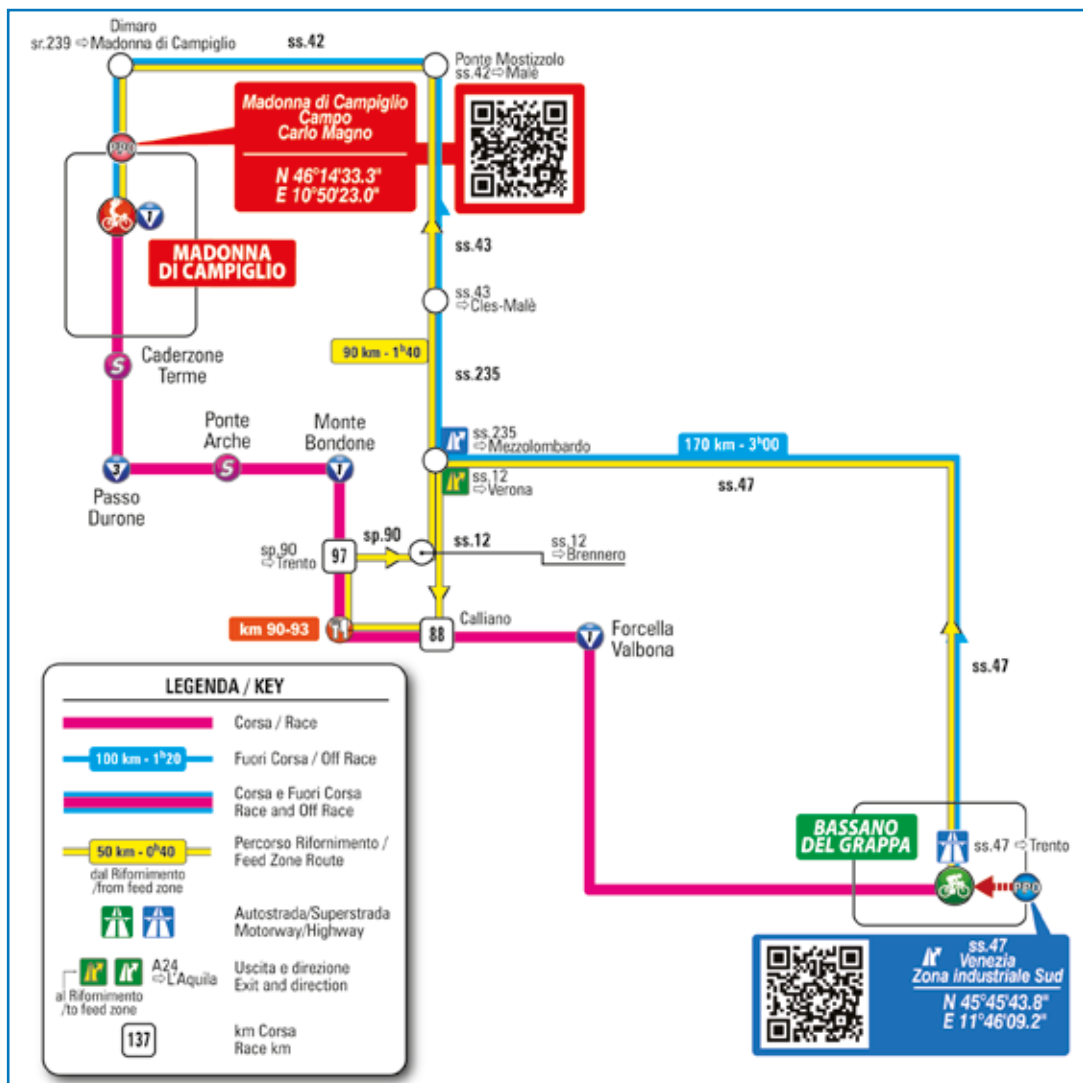 Dimaro
sr.239 ⇨ Madonna di Campiglio
ss.42
Ponte Mostizzolo
ss.42⇨Malè
PPO
Madonna di Campiglio
Campo
Carlo Magno
N 46°14'33.3"
E 10°50'23.0"
MADONNA
DI CAMPIGLIO
ss.43
ss.43
⇨Cles-Malè
90 km - 1ʰ40
ss.235
Caderzone
Terme
S
Ponte
Arche
S
Monte
Bondone
1
3
Passo
Durone
ss.235
⇨Mezzolombardo
170 km - 3ʰ00
ss.12
⇨Verona
ss.47
sp.90
⇨Trento
97
sp.90
ss.12
ss.12
⇨Brennero
km 90-93
88
Calliano
Forcella
Valbona
ss.47
BASSANO
DEL GRAPPA
ss.47 ⇨Trento
PPO
ss.47
Venezia
Zona Industriale Sud
N 45°45'43.8"
E 11°46'09.2"
LEGENDA / KEY
Corsa / Race
100 km - 1ʰ20
Fuori Corsa / Off Race
Corsa e Fuori Corsa
Race and Off Race
50 km - 0ʰ40
dal Rifornimento
/from feed zone
Percorso Rifornimento /
Feed Zone Route
Autostrada/Superstrada
Motorway/Highway
A24
⇨L'Aquila
al Rifornimento
/to feed zone
Uscita e direzione
Exit and direction
137
km Corsa
Race km